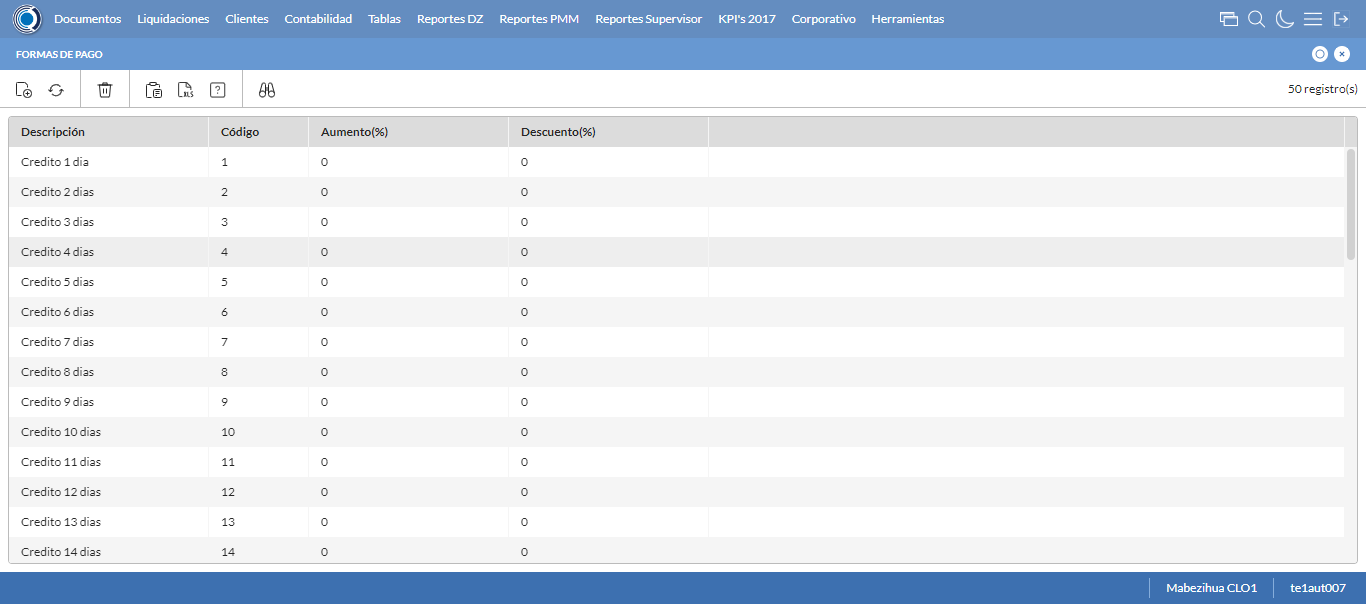 Documentos Liquidaciones Clientes Contabilidad Tablas Reportes DZ Reportes PMM Reportes Supervisor KPI's 2017 Corporativo Herramientas
FORMAS DE PAGO
XLS ? 50 registro(s)
Descripción Código Aumento(%) Descuento(%)
Credito 1 dia 1 0 0
Credito 2 dias 2 0 0
Credito 3 dias 3 0 0
Credito 4 dias 4 0 0
Credito 5 dias 5 0 0
Credito 6 dias 6 0 0
Credito 7 dias 7 0 0
Credito 8 dias 8 0 0
Credito 9 dias 9 0 0
Credito 10 dias 10 0 0
Credito 11 dias 11 0 0
Credito 12 dias 12 0 0
Credito 13 dias 13 0 0
Credito 14 dias 14 0 0
Mabezihua CLO1 te1aut007